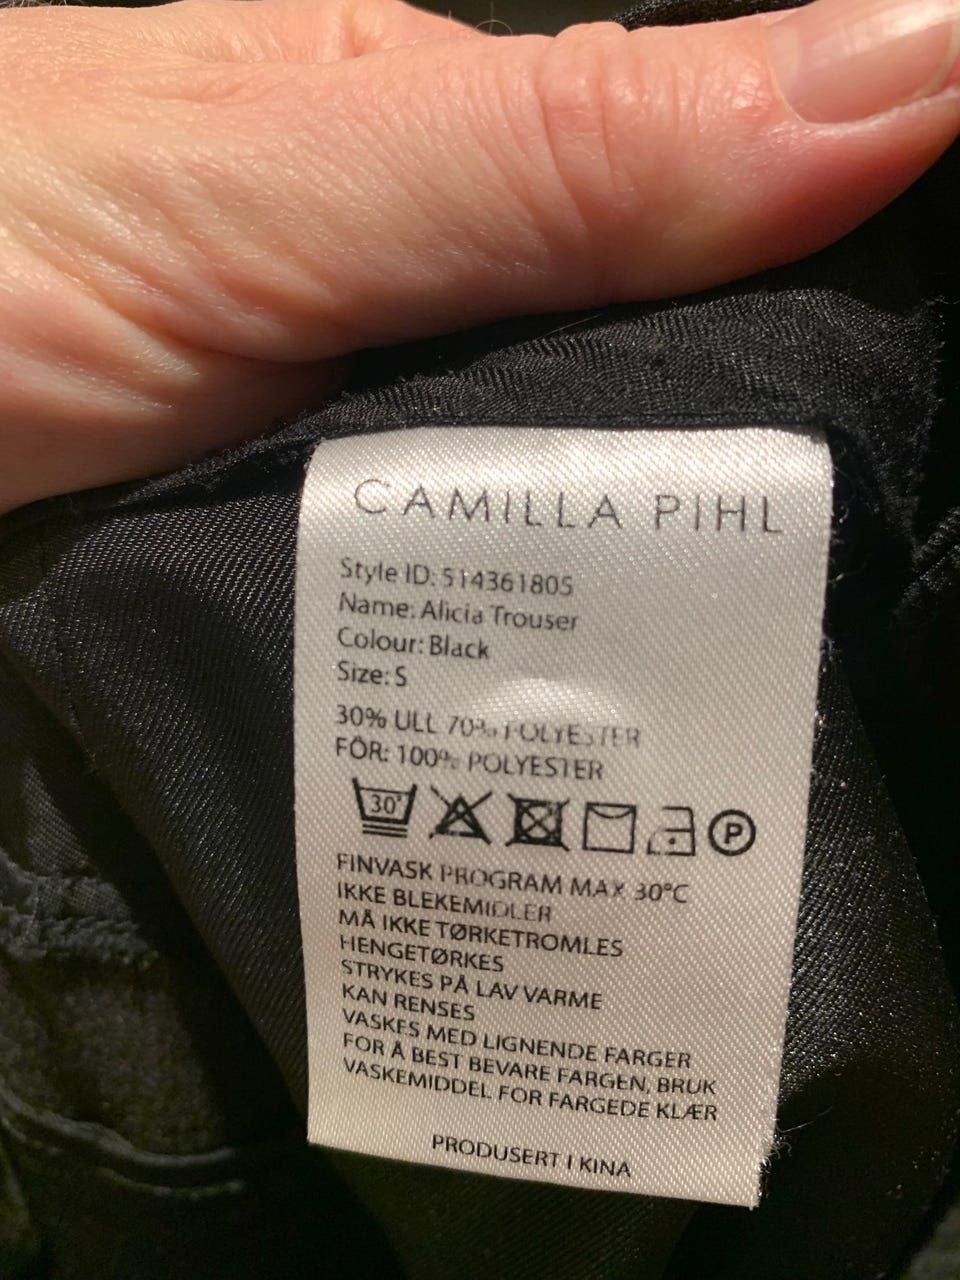 CAMILLA PIHL
Style ID: 514361805
Name: Alicia Trouser
Colour: Black
Size: S
30% ULL 70% POLYESTER
FÔR: 100% POLYESTER
30°
P
FINVASK PROGRAM MAX 30°C
IKKE BLEKEMIDLER
MÅ IKKE TØRKETROMLES
HENGETØRKES
STRYKES PÅ LAV VARME
KAN RENSES
VASKES MED LIGNENDE FARGER
FOR Å BEST BEVARE FARGEN, BRUK
VASKEMIDDEL FOR FARGEDE KLÆR
PRODUSERT I KINA